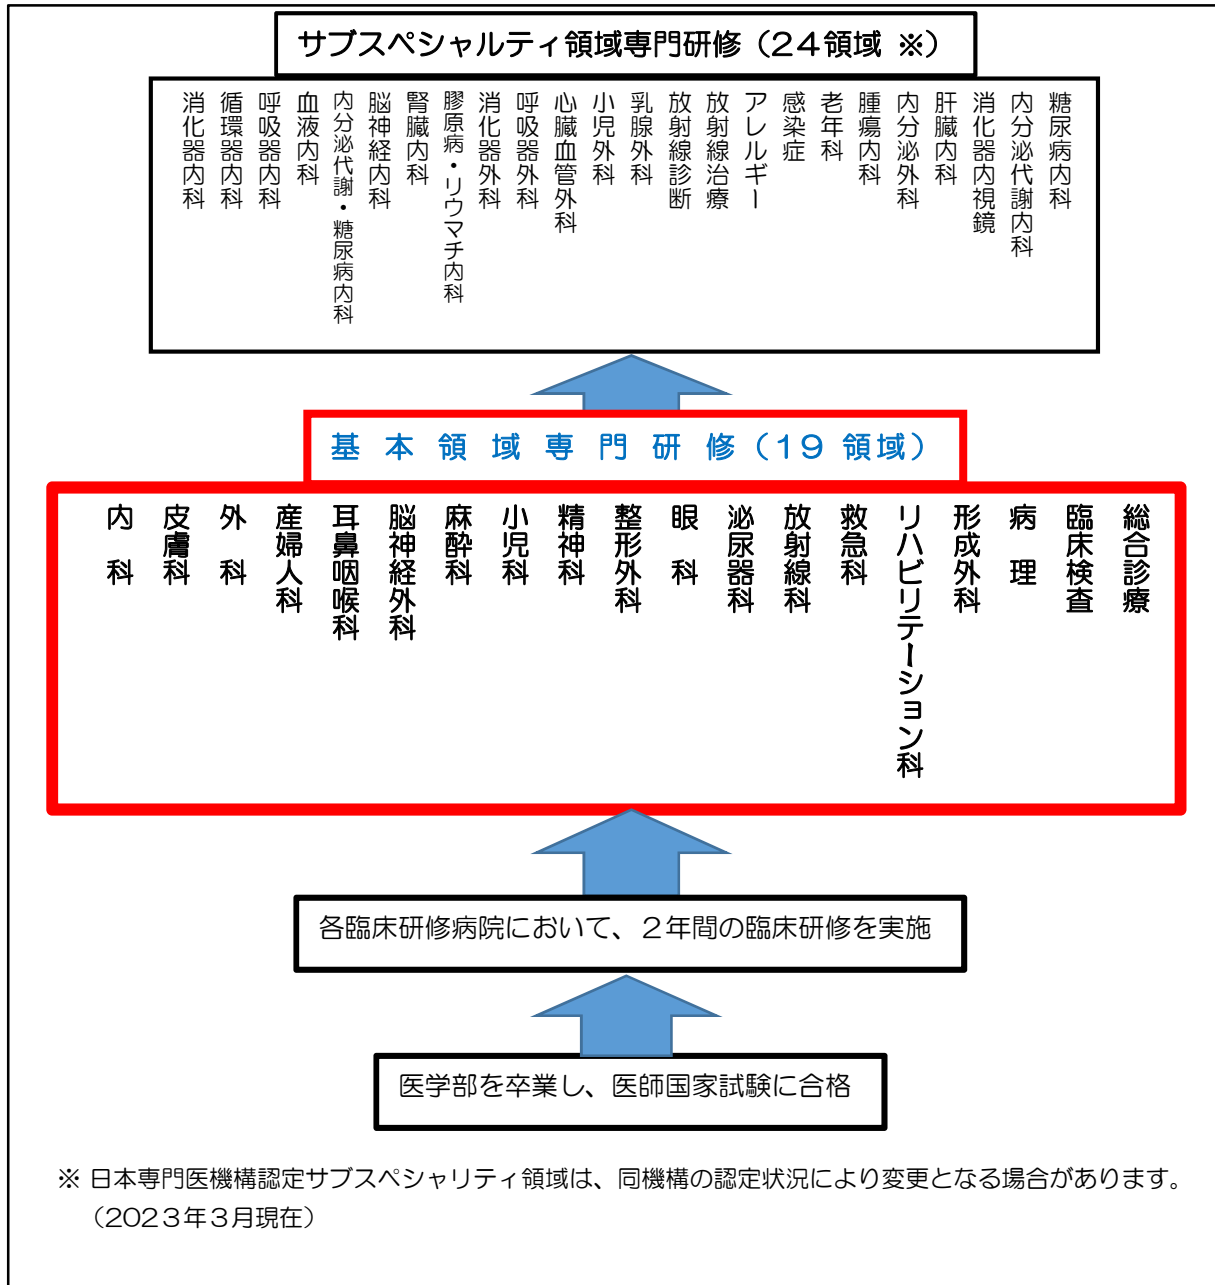 サブスペシャルティ領域専門研修（24領域 ※）
消化器内科
循環器内科
呼吸器内科
血液内科
内分泌代謝・糖尿病内科
脳神経内科
腎臓内科
膠原病・リウマチ内科
消化器外科
呼吸器外科
心臓血管外科
小児外科
乳腺外科
放射線診断
放射線治療
アレルギー
感染症
老年科
腫瘍内科
内分泌外科
肝臓内科
消化器内視鏡
内分泌代謝内科
糖尿病内科
基本領域専門研修（19 領域）
内 科
皮膚科
外 科
産婦人科
耳鼻咽喉科
脳神経外科
麻酔科
小児科
精神科
整形外科
眼 科
泌尿器科
放射線科
救急科
リハビリテーション科
形成外科
病 理
臨床検査
総合診療
各臨床研修病院において、２年間の臨床研修を実施
医学部を卒業し、医師国家試験に合格
※ 日本専門医機構認定サブスペシャリティ領域は、同機構の認定状況により変更となる場合があります。
（２０２３年３月現在）